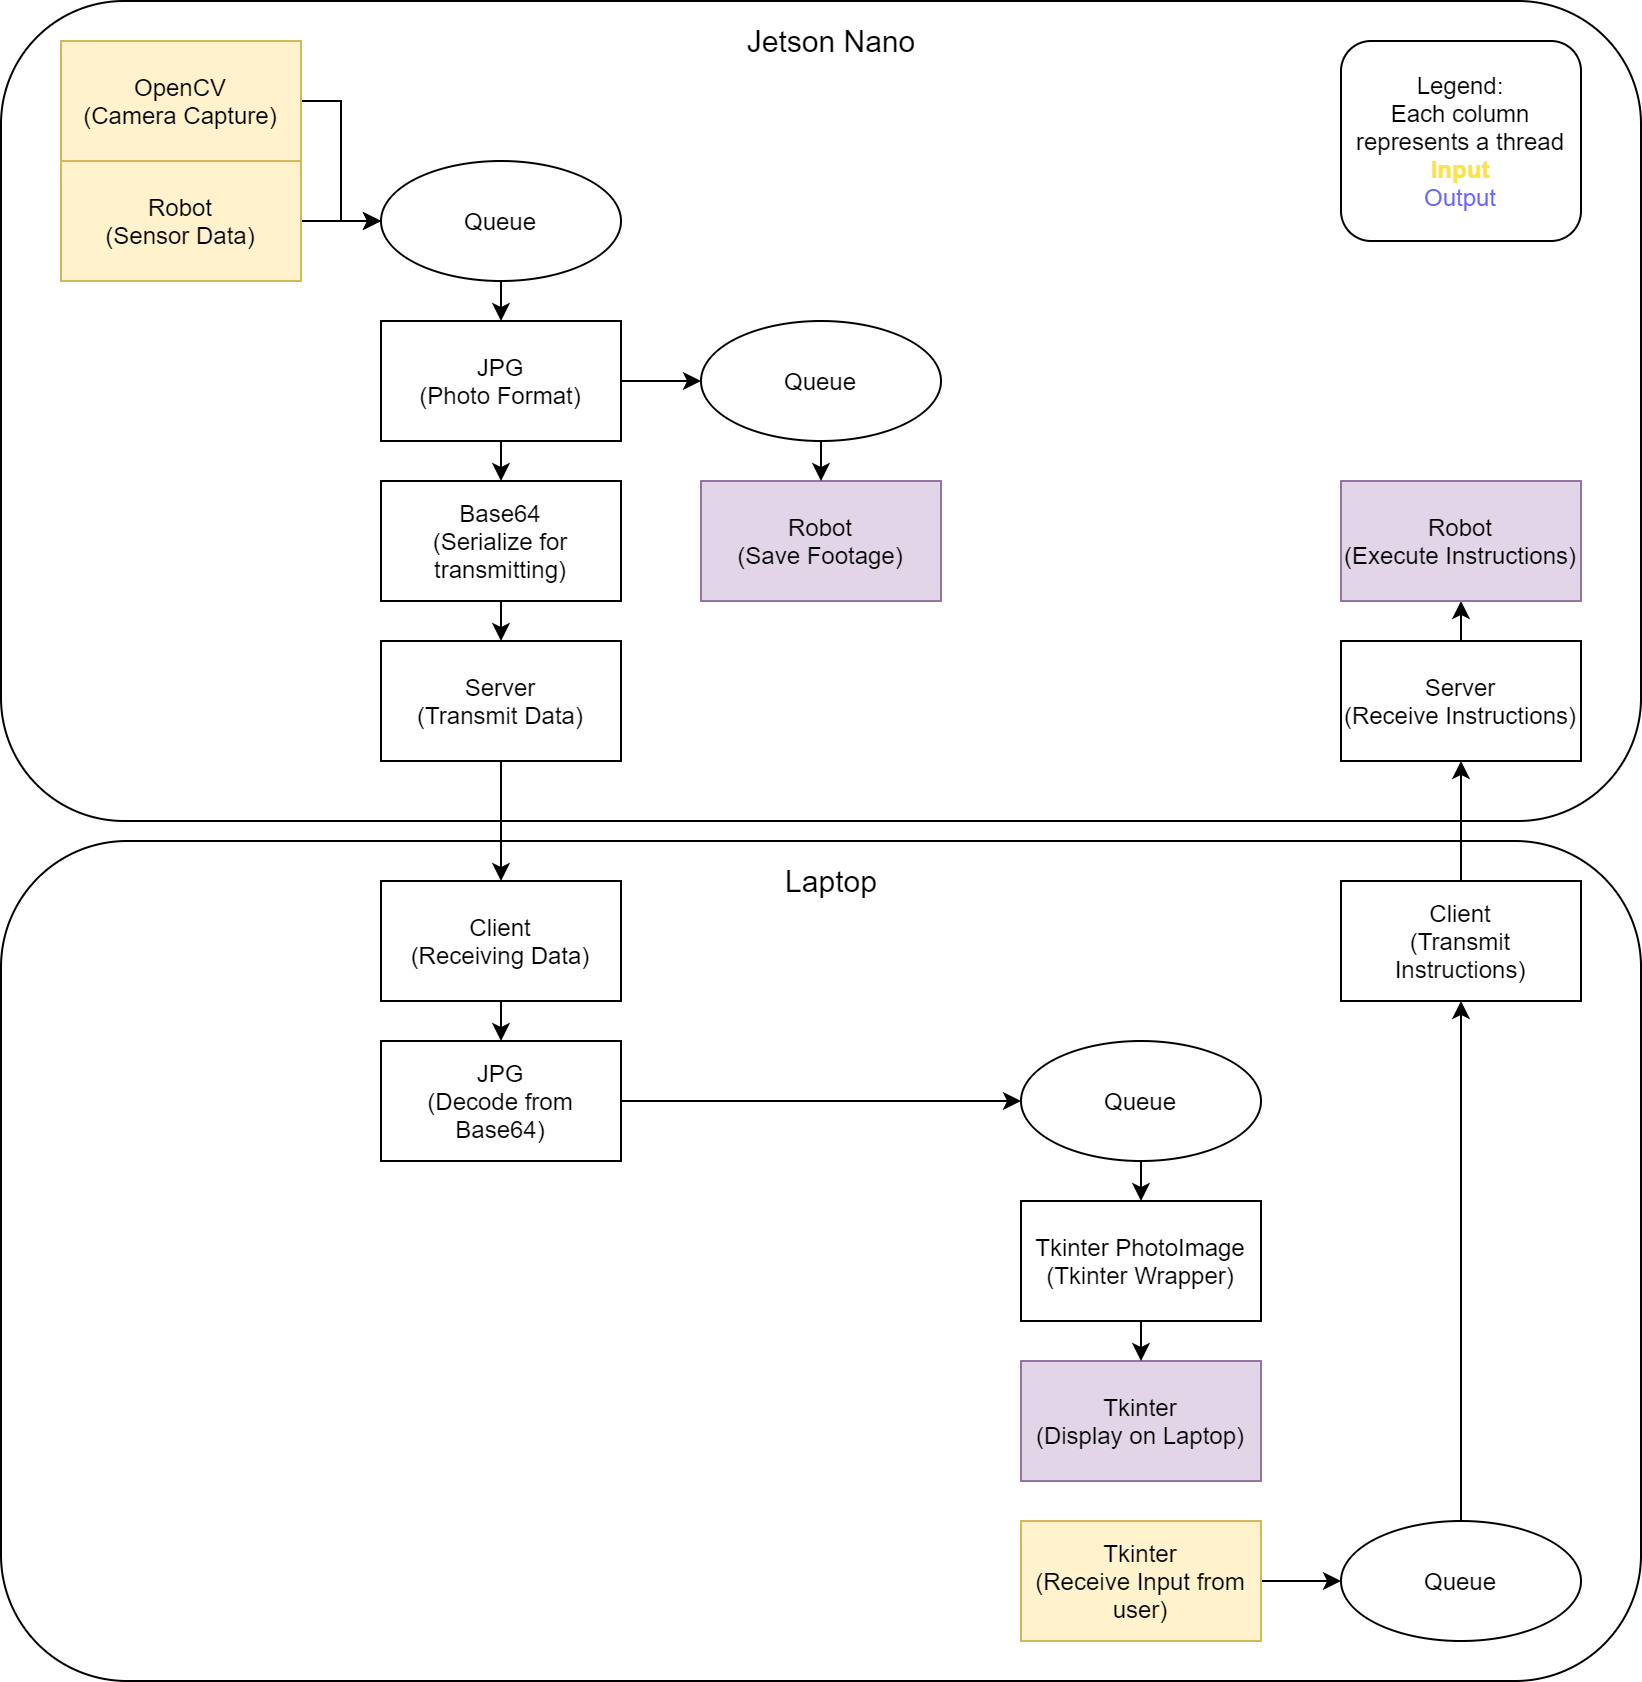 Jetson Nano
OpenCV
(Camera Capture)
Robot
(Sensor Data)
Legend:
Each column
represents a thread
Input
Output
Queue
JPG
(Photo Format)
Queue
Base64
(Serialize for
transmitting)
Robot
(Save Footage)
Robot
(Execute Instructions)
Server
(Transmit Data)
Server
(Receive Instructions)
Laptop
Client
(Receiving Data)
Client
(Transmit
Instructions)
JPG
(Decode from
Base64)
Queue
Tkinter PhotoImage
(Tkinter Wrapper)
Tkinter
(Display on Laptop)
Tkinter
(Receive Input from
user)
Queue